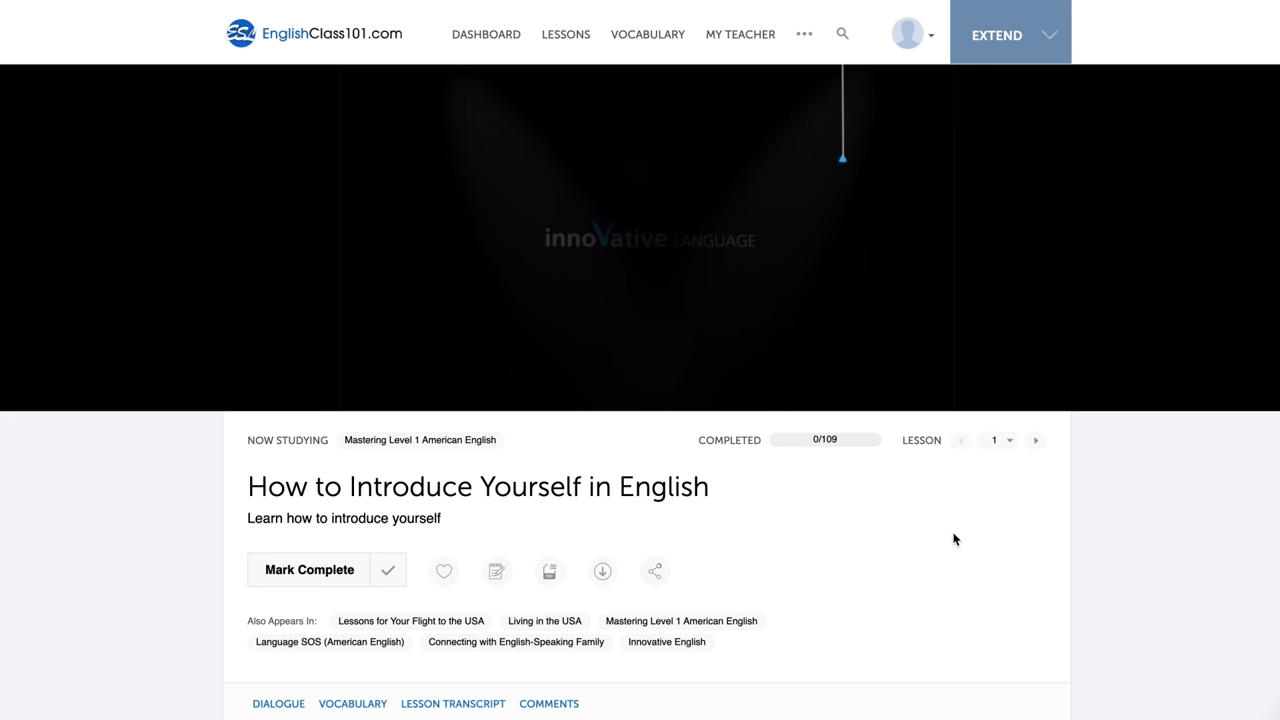 ESL EnglishClass101.com DASHBOARD LESSONS VOCABULARY MY TEACHER EXTEND
innoVative LANGUAGE
NOW STUDYING Mastering Level 1 American English COMPLETED 0/109 LESSON 1
How to Introduce Yourself in English
Learn how to introduce yourself
Mark Complete
Also Appears In: Lessons for Your Flight to the USA Living in the USA Mastering Level 1 American English
Language SOS (American English) Connecting with English-Speaking Family Innovative English
DIALOGUE VOCABULARY LESSON TRANSCRIPT COMMENTS